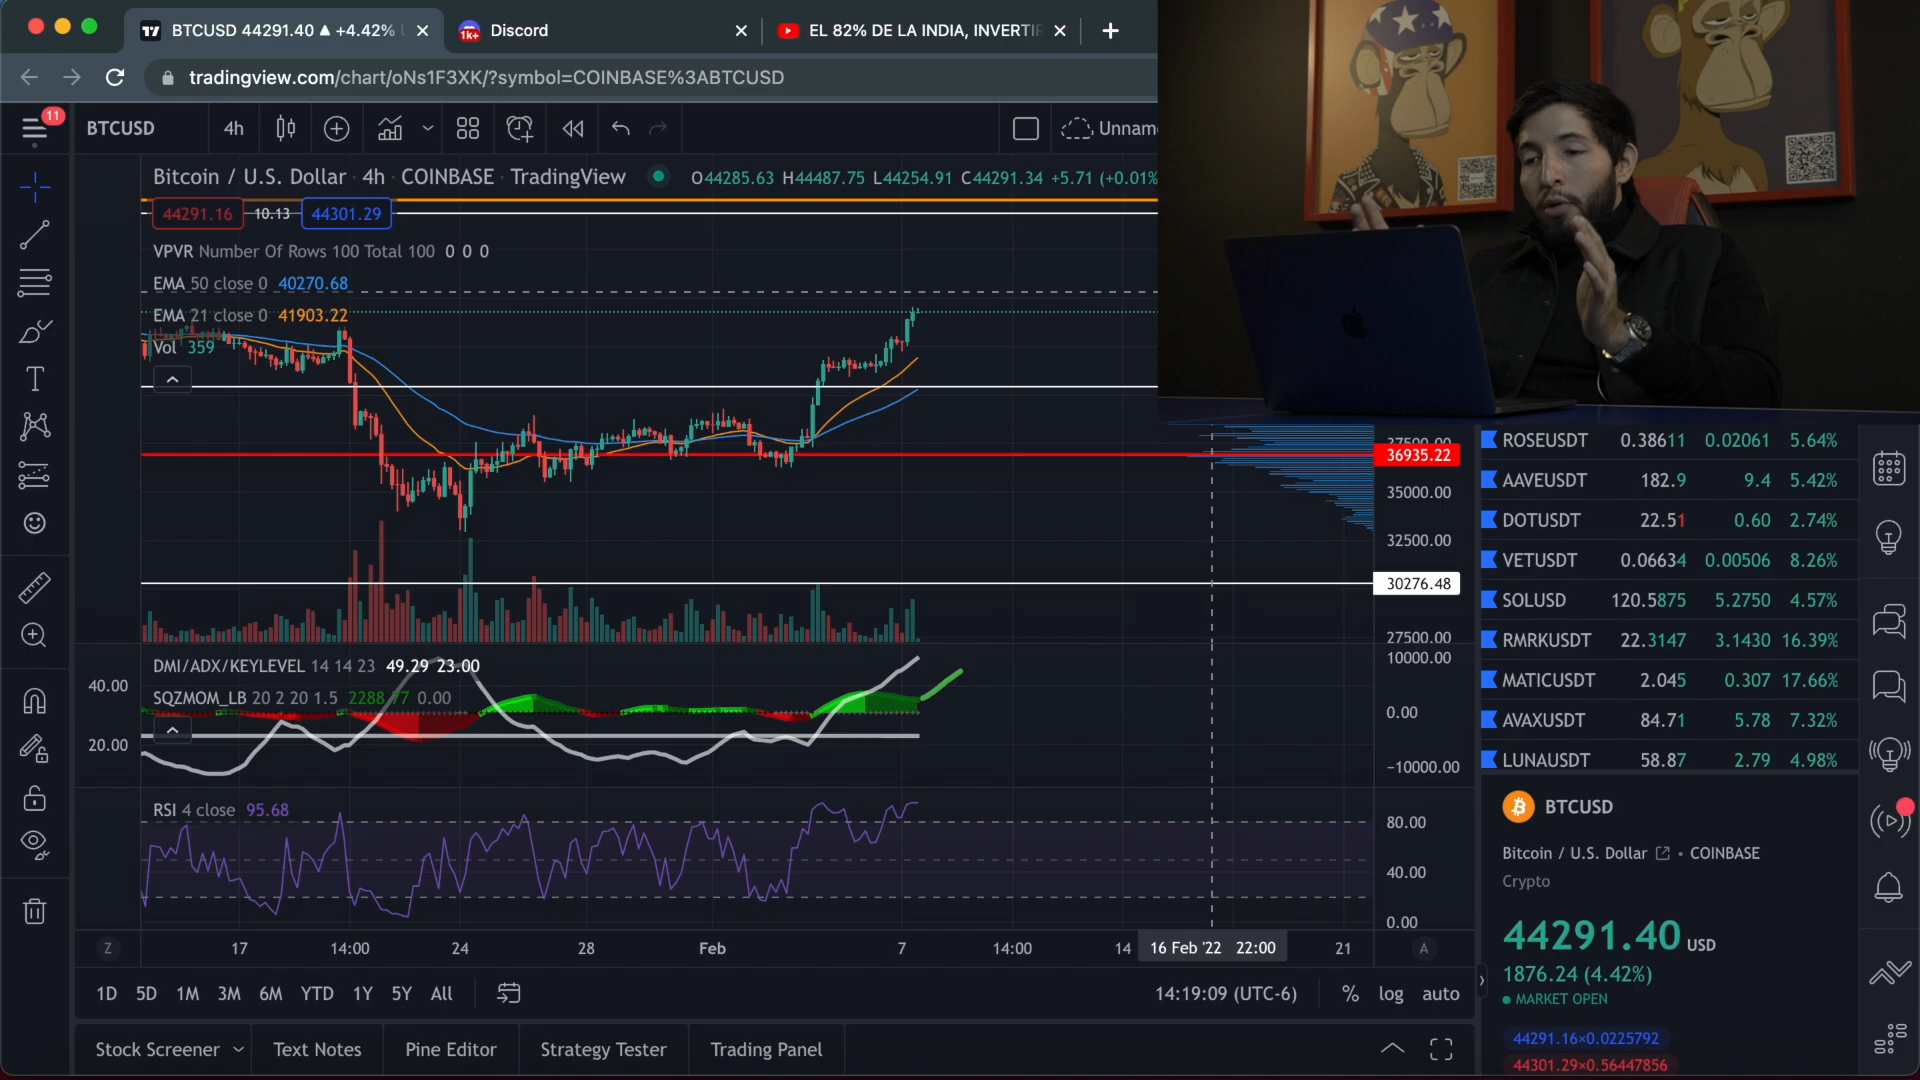 BTCUSD 44291.40 ▲ +4.42%
1k+ Discord
EL 82% DE LA INDIA, INVERTIR
tradingview.com/chart/oNs1F3XK/?symbol=COINBASE%3ABTCUSD
11
BTCUSD 4h Unnam
Bitcoin / U.S. Dollar · 4h · COINBASE · TradingView O44285.63 H44487.75 L44254.91 C44291.34 +5.71 (+0.01%
44291.16 10.13 44301.29
VPVR Number Of Rows 100 Total 100 0 0 0
EMA 50 close 0 40270.68
EMA 21 close 0 41903.22
Vol 359
37500.00
36935.22
35000.00
32500.00
30276.48
27500.00
DMI/ADX/KEYLEVEL 14 14 23 49.29 23.00
SQZMOM_LB 20 2 20 1.5 2288.77 0.00
40.00
20.00
10000.00
0.00
−10000.00
RSI 4 close 95.68
80.00
40.00
0.00
Z 17 14:00 24 28 Feb 7 14:00 14 16 Feb '22 22:00 21 A
1D 5D 1M 3M 6M YTD 1Y 5Y All 14:19:09 (UTC-6) % log auto
Stock Screener Text Notes Pine Editor Strategy Tester Trading Panel
ROSEUSDT 0.38611 0.02061 5.64%
AAVEUSDT 182.9 9.4 5.42%
DOTUSDT 22.51 0.60 2.74%
VETUSDT 0.06634 0.00506 8.26%
SOLUSD 120.5875 5.2750 4.57%
RMRKUSDT 22.3147 3.1430 16.39%
MATICUSDT 2.045 0.307 17.66%
AVAXUSDT 84.71 5.78 7.32%
LUNAUSDT 58.87 2.79 4.98%
BTCUSD
Bitcoin / U.S. Dollar • COINBASE
Crypto
44291.40 USD
1876.24 (4.42%)
MARKET OPEN
44291.16×0.0225792
44301.29×0.56447856